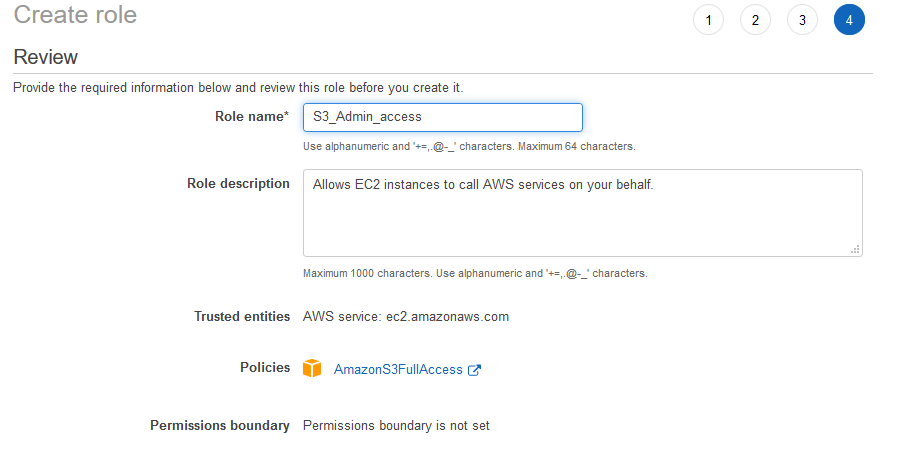 Create role
1 2 3 4
Review
Provide the required information below and review this role before you create it.
Role name* S3_Admin_access
Use alphanumeric and '+=,.@-_' characters. Maximum 64 characters.
Role description Allows EC2 instances to call AWS services on your behalf.
Maximum 1000 characters. Use alphanumeric and '+=,.@-_' characters.
Trusted entities AWS service: ec2.amazonaws.com
Policies AmazonS3FullAccess
Permissions boundary Permissions boundary is not set